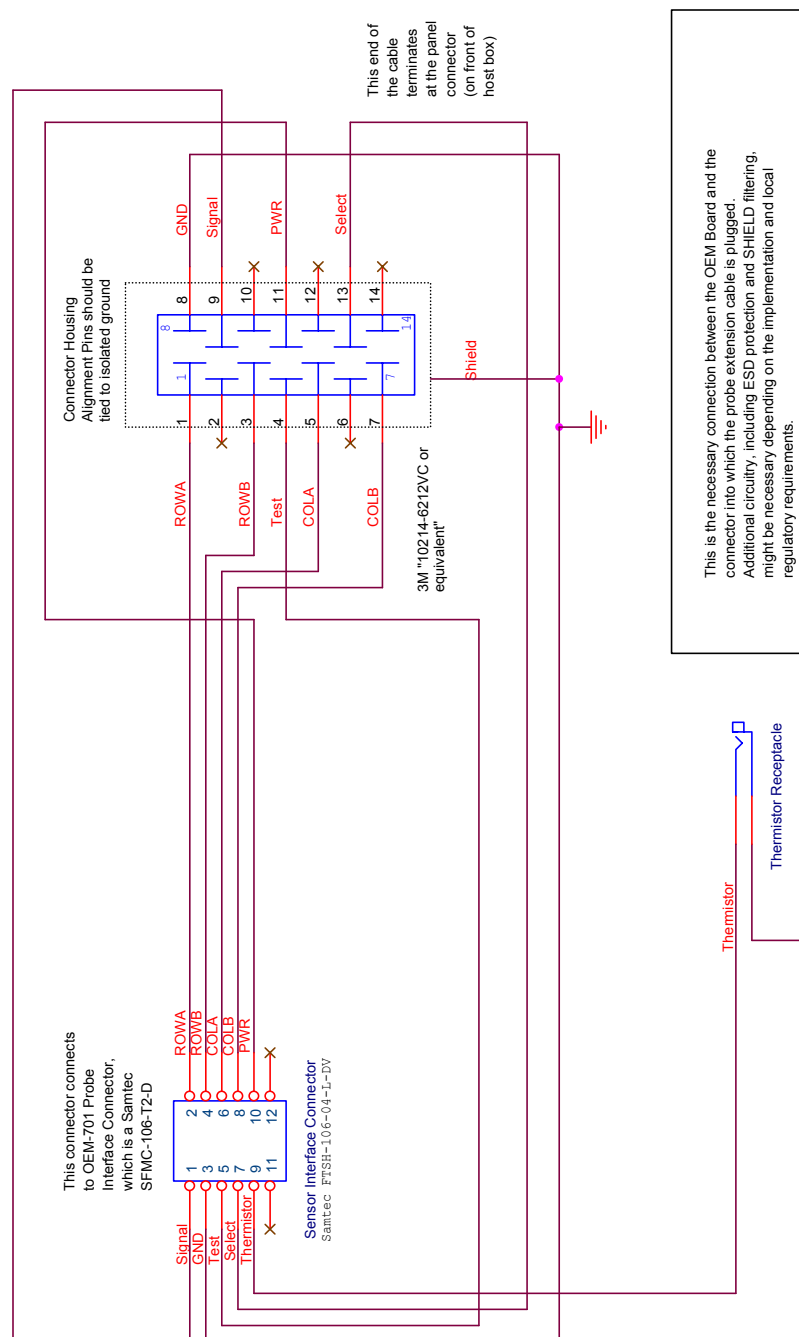 This end of
the cable
terminates
at the panel
connector
(on front of
host box)
Connector Housing
Alignment Pins should be
tied to isolated ground
GND
Signal
PWR
Select
8
9
10
11
12
13
14
8
14
1
7
1
2
3
4
5
6
7
Shield
ROWA
ROWB
Test
COLA
COLB
3M "10214-6212VC or
equivalent"
This is the necessary connection between the OEM Board and the
connector into which the probe extension cable is plugged.
Additional circuitry, including ESD protection and SHIELD filtering,
might be necessary depending on the implementation and local
regulatory requirements.
This connector connects
to OEM-701 Probe
Interface Connector,
which is a Samtec
SFMC-106-T2-D
ROWA
ROWB
COLA
COLB
PWR
2
4
6
8
10
12
1
3
5
7
9
11
Signal
GND
Test
Select
Thermistor
Sensor Interface Connector
Samtec FTSH-106-04-L-DV
Thermistor
Thermistor Receptacle